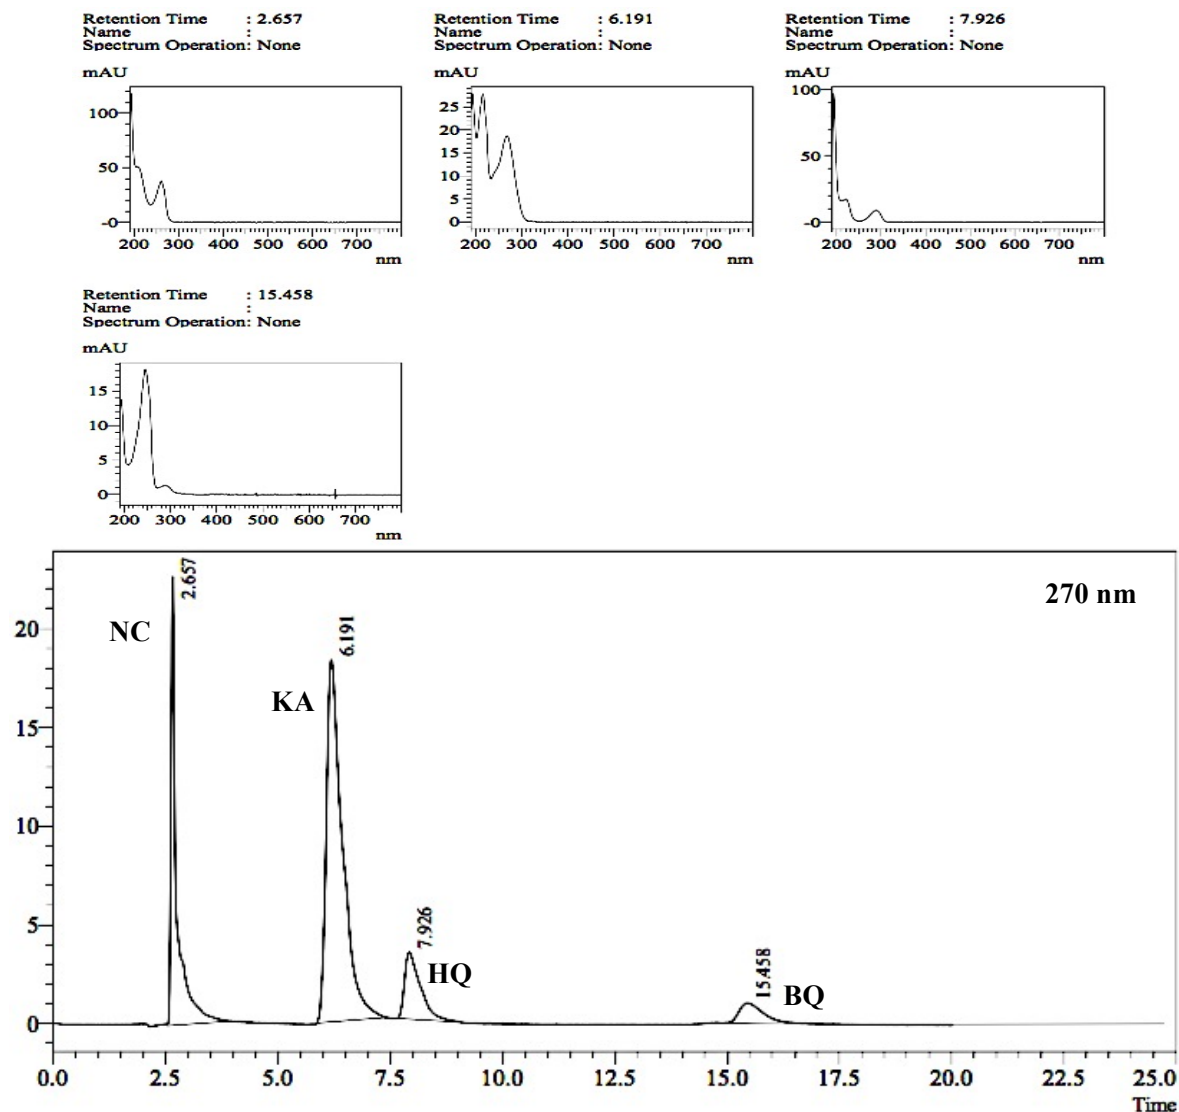 Retention Time : 2.657
Name :
Spectrum Operation: None
mAU
100
50
-0
200 300 400 500 600 700
nm
Retention Time : 6.191
Name :
Spectrum Operation: None
mAU
25
20
15
10
5
0
200 300 400 500 600 700
nm
Retention Time : 7.926
Name :
Spectrum Operation: None
mAU
100
50
-0
200 300 400 500 600 700
nm
Retention Time : 15.458
Name :
Spectrum Operation: None
mAU
15
10
5
0
200 300 400 500 600 700
nm
270 nm
20
15
10
5
0
NC
2.657
KA
6.191
HQ
7.926
BQ
15.458
0.0 2.5 5.0 7.5 10.0 12.5 15.0 17.5 20.0 22.5 25.0
Time